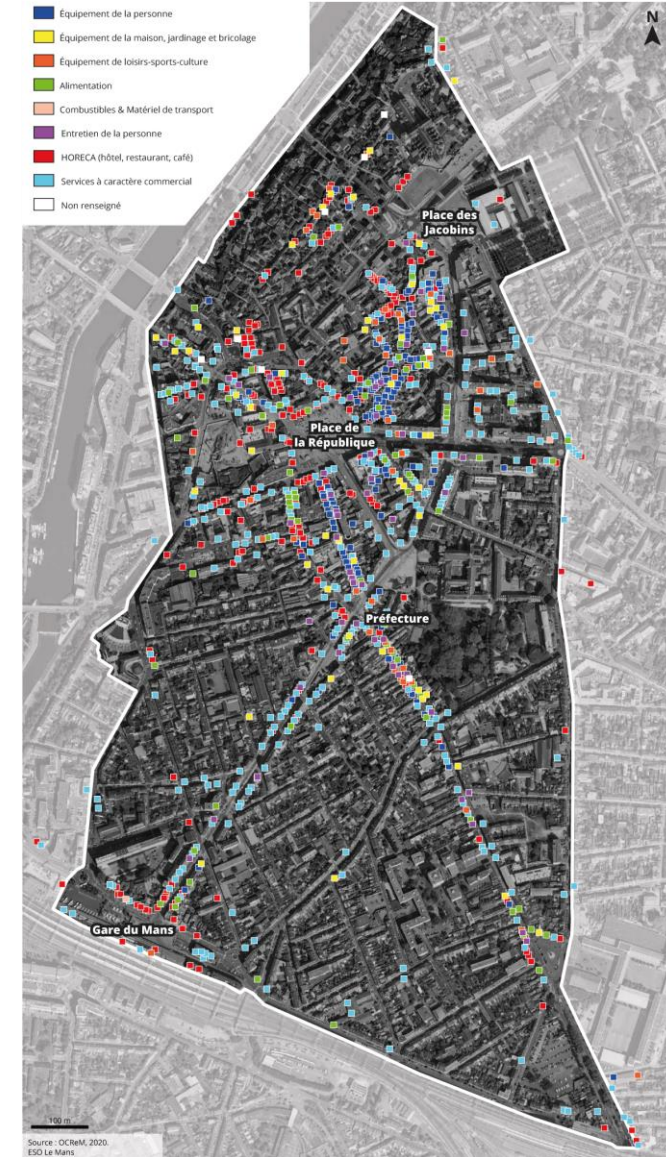 Équipement de la personne
Équipement de la maison, jardinage et bricolage
Équipement de loisirs-sports-culture
Alimentation
Combustibles & Matériel de transport
Entretien de la personne
HORECA (hôtel, restaurant, café)
Services à caractère commercial
Non renseigné
N
Place des
Jacobins
Place de
la République
Préfecture
Gare du Mans
100 m
Source : OCReM, 2020.
ESO Le Mans